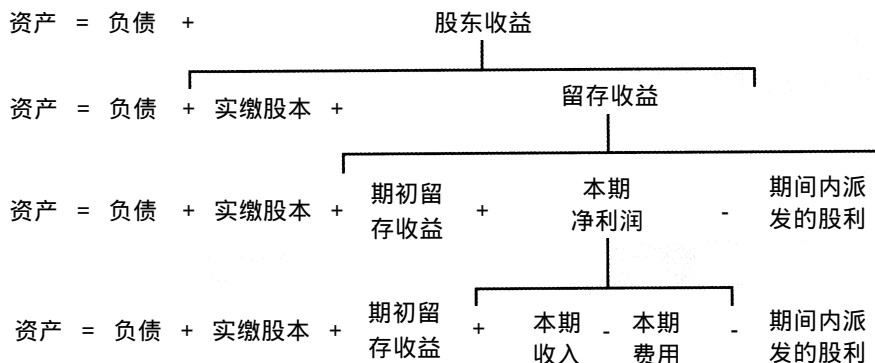 资产 = 负债 + 股东收益
资产 = 负债 + 实缴股本 + 留存收益
资产 = 负债 + 实缴股本 + 期初留存收益 + 本期净利润 - 期间内派发的股利
资产 = 负债 + 实缴股本 + 期初留存收益 + 本期收入 - 本期费用 - 期间内派发的股利